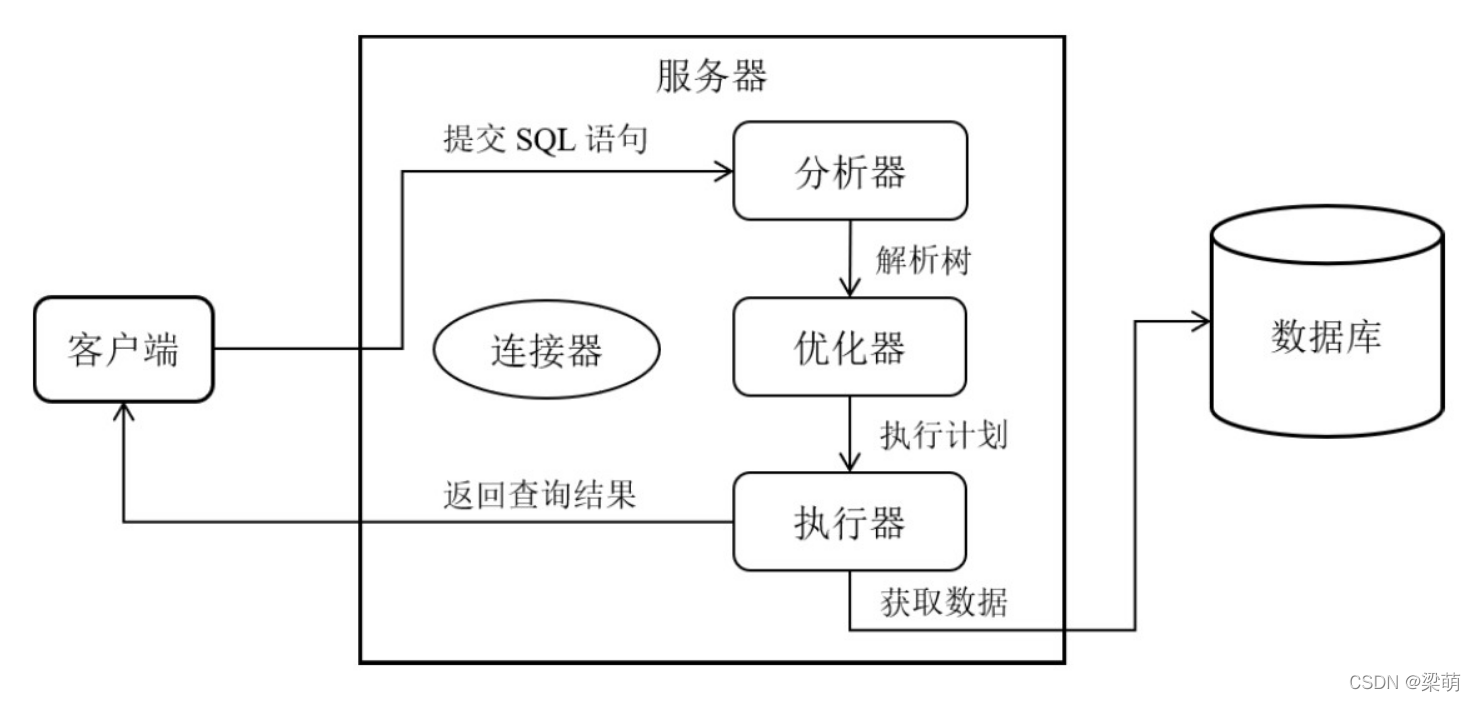 服务器
提交 SQL 语句
分析器
解析树
客户端
连接器
优化器
数据库
执行计划
返回查询结果
执行器
获取数据
CSDN @梁萌